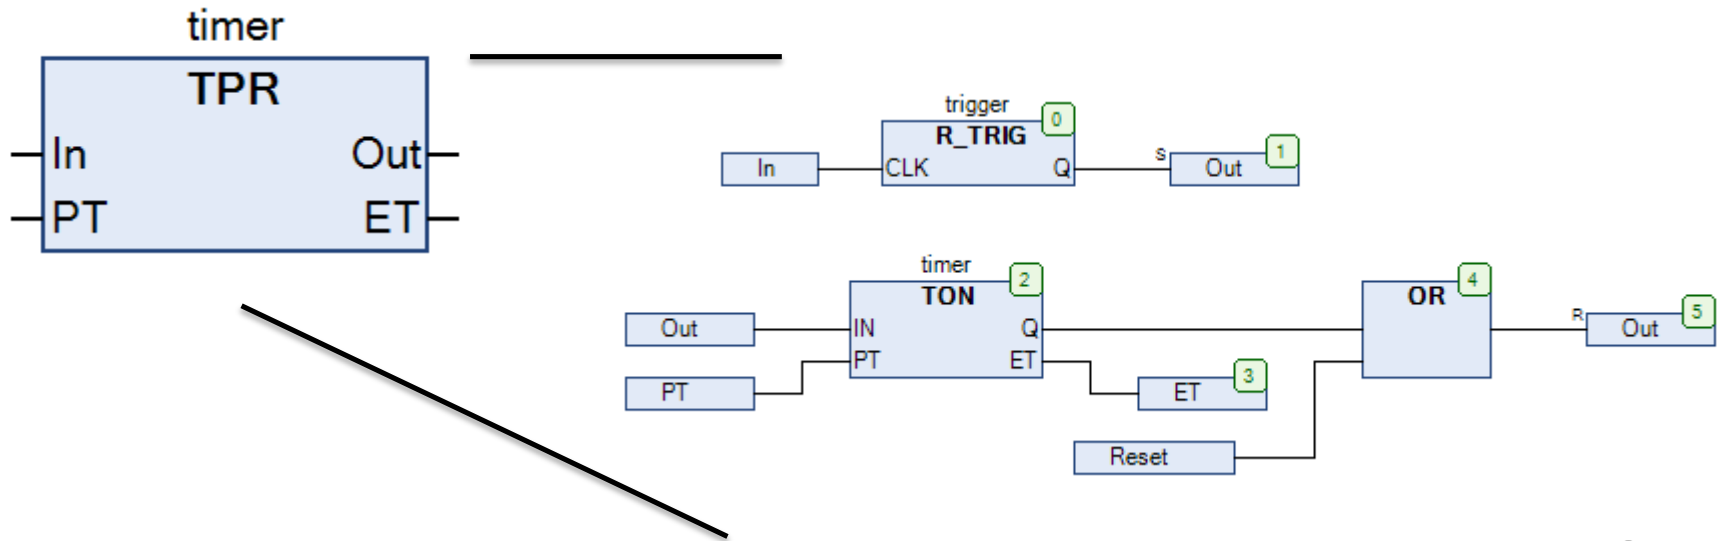 timer
TPR
In Out
PT ET
trigger
0
R_TRIG
In CLK Q S Out 1
timer
2
TON
Out IN Q
PT PT ET
ET 3
4
OR
R Out 5
Reset